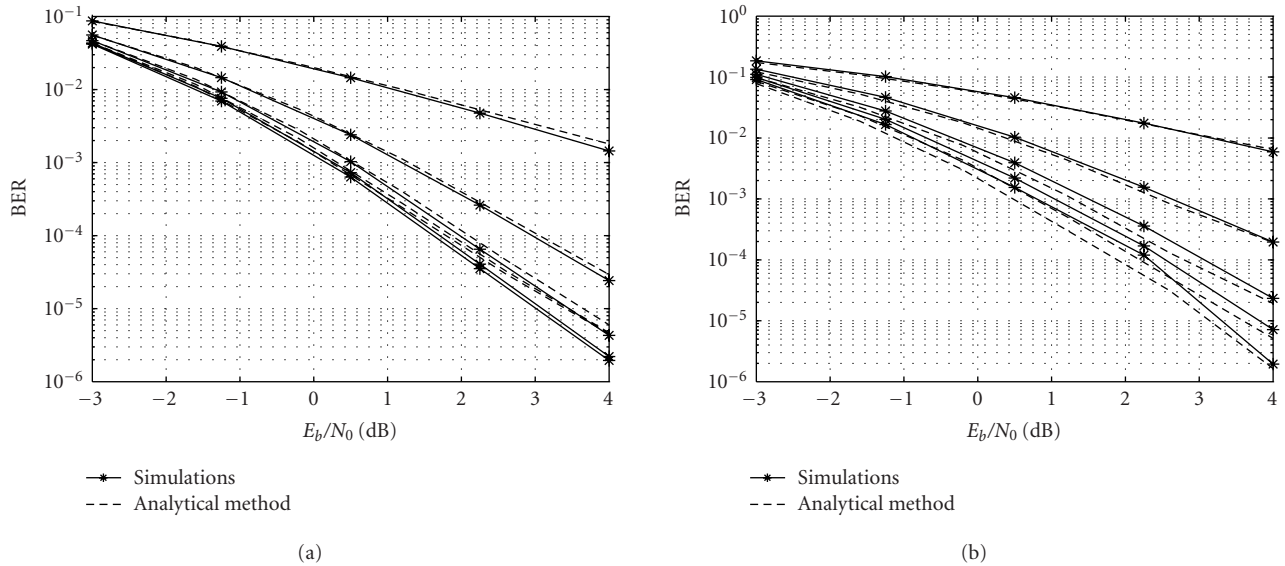 10^−1
10^−2
10^−3
10^−4
10^−5
10^−6
BER
−3 −2 −1 0 1 2 3 4
E_b/N_0 (dB)
Simulations
Analytical method
(a)
10^0
10^−1
10^−2
10^−3
10^−4
10^−5
10^−6
BER
−3 −2 −1 0 1 2 3 4
E_b/N_0 (dB)
Simulations
Analytical method
(b)